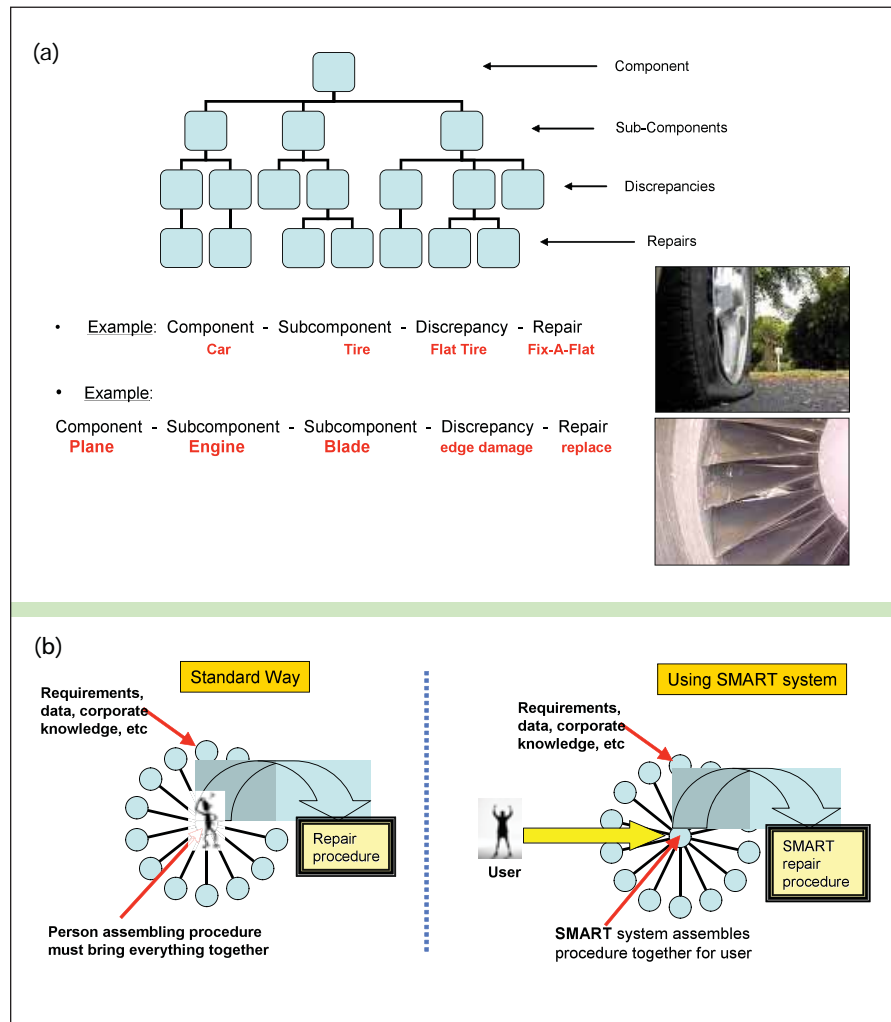 (a)
Component
Sub-Components
Discrepancies
Repairs
• Example: Component - Subcomponent - Discrepancy - Repair
Car Tire Flat Tire Fix-A-Flat
• Example:
Component - Subcomponent - Subcomponent - Discrepancy - Repair
Plane Engine Blade edge damage replace
(b)
Standard Way
Requirements,
data, corporate
knowledge, etc
Repair
procedure
Person assembling procedure
must bring everything together
Using SMART system
Requirements,
data, corporate
knowledge, etc
User
SMART
repair
procedure
SMART system assembles
procedure together for user